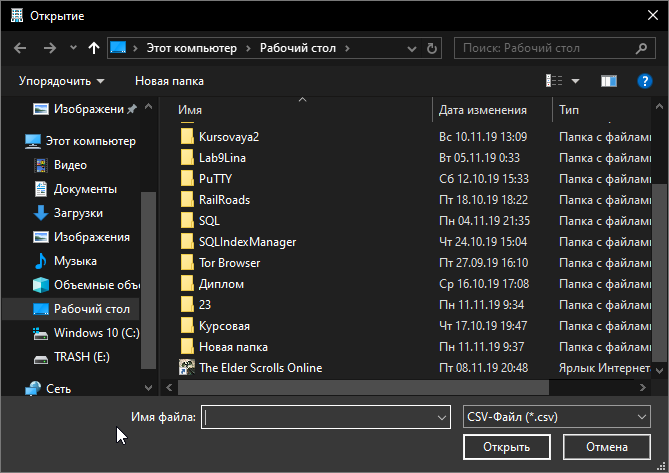 Открытие
Этот компьютер Рабочий стол
Поиск: Рабочий стол
Упорядочить Новая папка
Имя Дата изменения Тип
Изображени
Этот компьютер
Видео
Документы
Загрузки
Изображения
Музыка
Объемные объ
Рабочий стол
Windows 10 (C:)
TRASH (E:)
Сеть
Kursovaya2 Вс 10.11.19 13:09 Папка с файлами
Lab9Lina Вт 05.11.19 0:33 Папка с файлами
PuTTY Сб 12.10.19 15:33 Папка с файлами
RailRoads Пт 18.10.19 18:22 Папка с файлами
SQL Пн 04.11.19 21:35 Папка с файлами
SQLIndexManager Чт 24.10.19 15:04 Папка с файлами
Tor Browser Пт 27.09.19 16:10 Папка с файлами
Диплом Ср 16.10.19 17:08 Папка с файлами
23 Пн 11.11.19 9:34 Папка с файлами
Курсовая Чт 17.10.19 19:47 Папка с файлами
Новая папка Пн 11.11.19 9:37 Папка с файлами
The Elder Scrolls Online Пт 08.11.19 20:48 Ярлык Интернет
Имя файла: CSV-Файл (*.csv)
Открыть Отмена